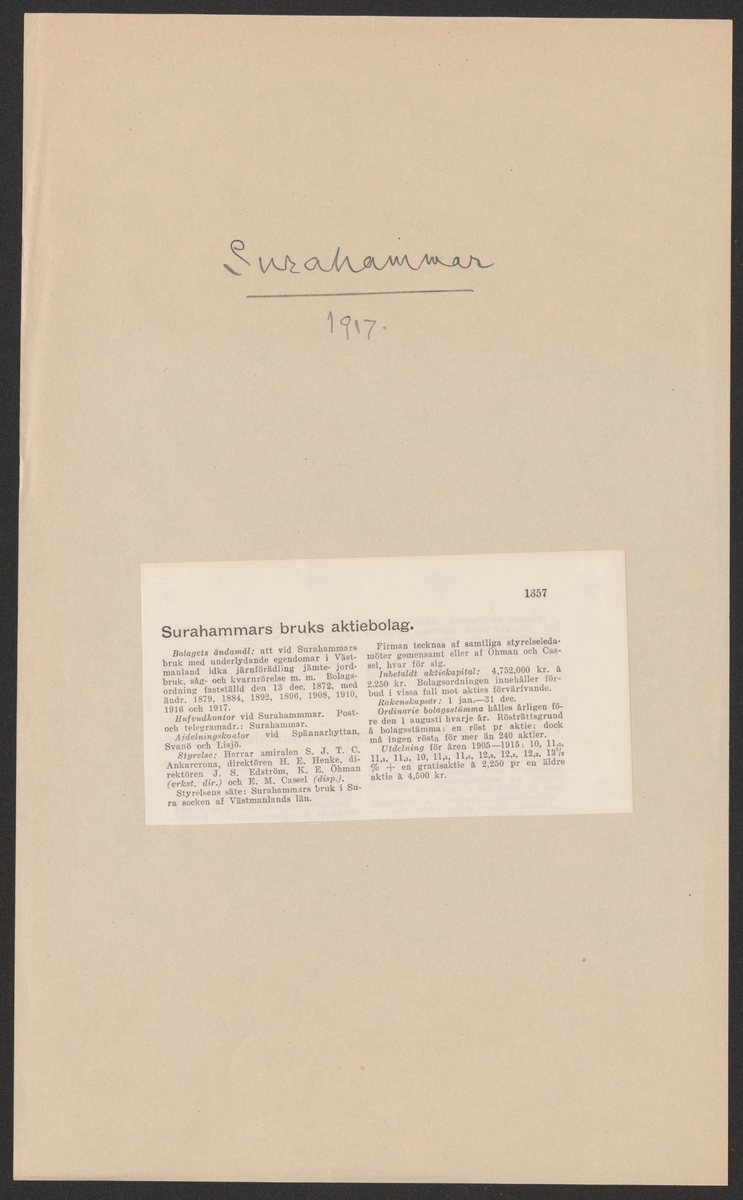 Surahammar
1917.
1357
Surahammars bruks aktiebolag.
Bolagets ändamål: att vid Surahammars
bruk med underlydande egendomar i Väst-
manland idka järnförädling jämte jord-
bruk, såg- och kvarnrörelse m. m. Bolags-
ordning fastställd den 13 dec. 1872, med
ändr. 1879, 1884, 1892, 1896, 1908, 1910,
1916 och 1917.
Hufvudkontor vid Surahammmar. Post-
och telegramadr.: Surahammar.
Afdelningskontor vid Spännarhyttan,
Svanö och Lisjö.
Styrelse: Herrar amiralen S. J. T. C.
Ankarcrona, direktören H. E. Henke, di-
rektören J. S. Edström, K. E. Öhman
(verkst. dir.) och E. M. Cassel (disp.).
Styrelsens säte: Surahammars bruk i Su-
ra socken af Västmanlands län.
Firman tecknas af samtliga styrelseleda-
möter gemensamt eller af Öhman och Cas-
sel, hvar för sig.
Inbetaldt aktiekapital: 4,752,000 kr. à
2,250 kr. Bolagsordningen innehåller för-
bud i vissa fall mot akties förvärfvande.
Räkenskapsår: 1 jan.—31 dec.
Ordinarie bolagsstämma hålles årligen fö-
re den 1 augusti hvarje år. Rösträttsgrund
å bolagsstämma: en röst pr aktie; dock
må ingen rösta för mer än 240 aktier.
Utdelning för åren 1905—1915: 10,
10,
% + en gratisaktie à 2,250 pr en äldre
aktie à 4,500 kr.